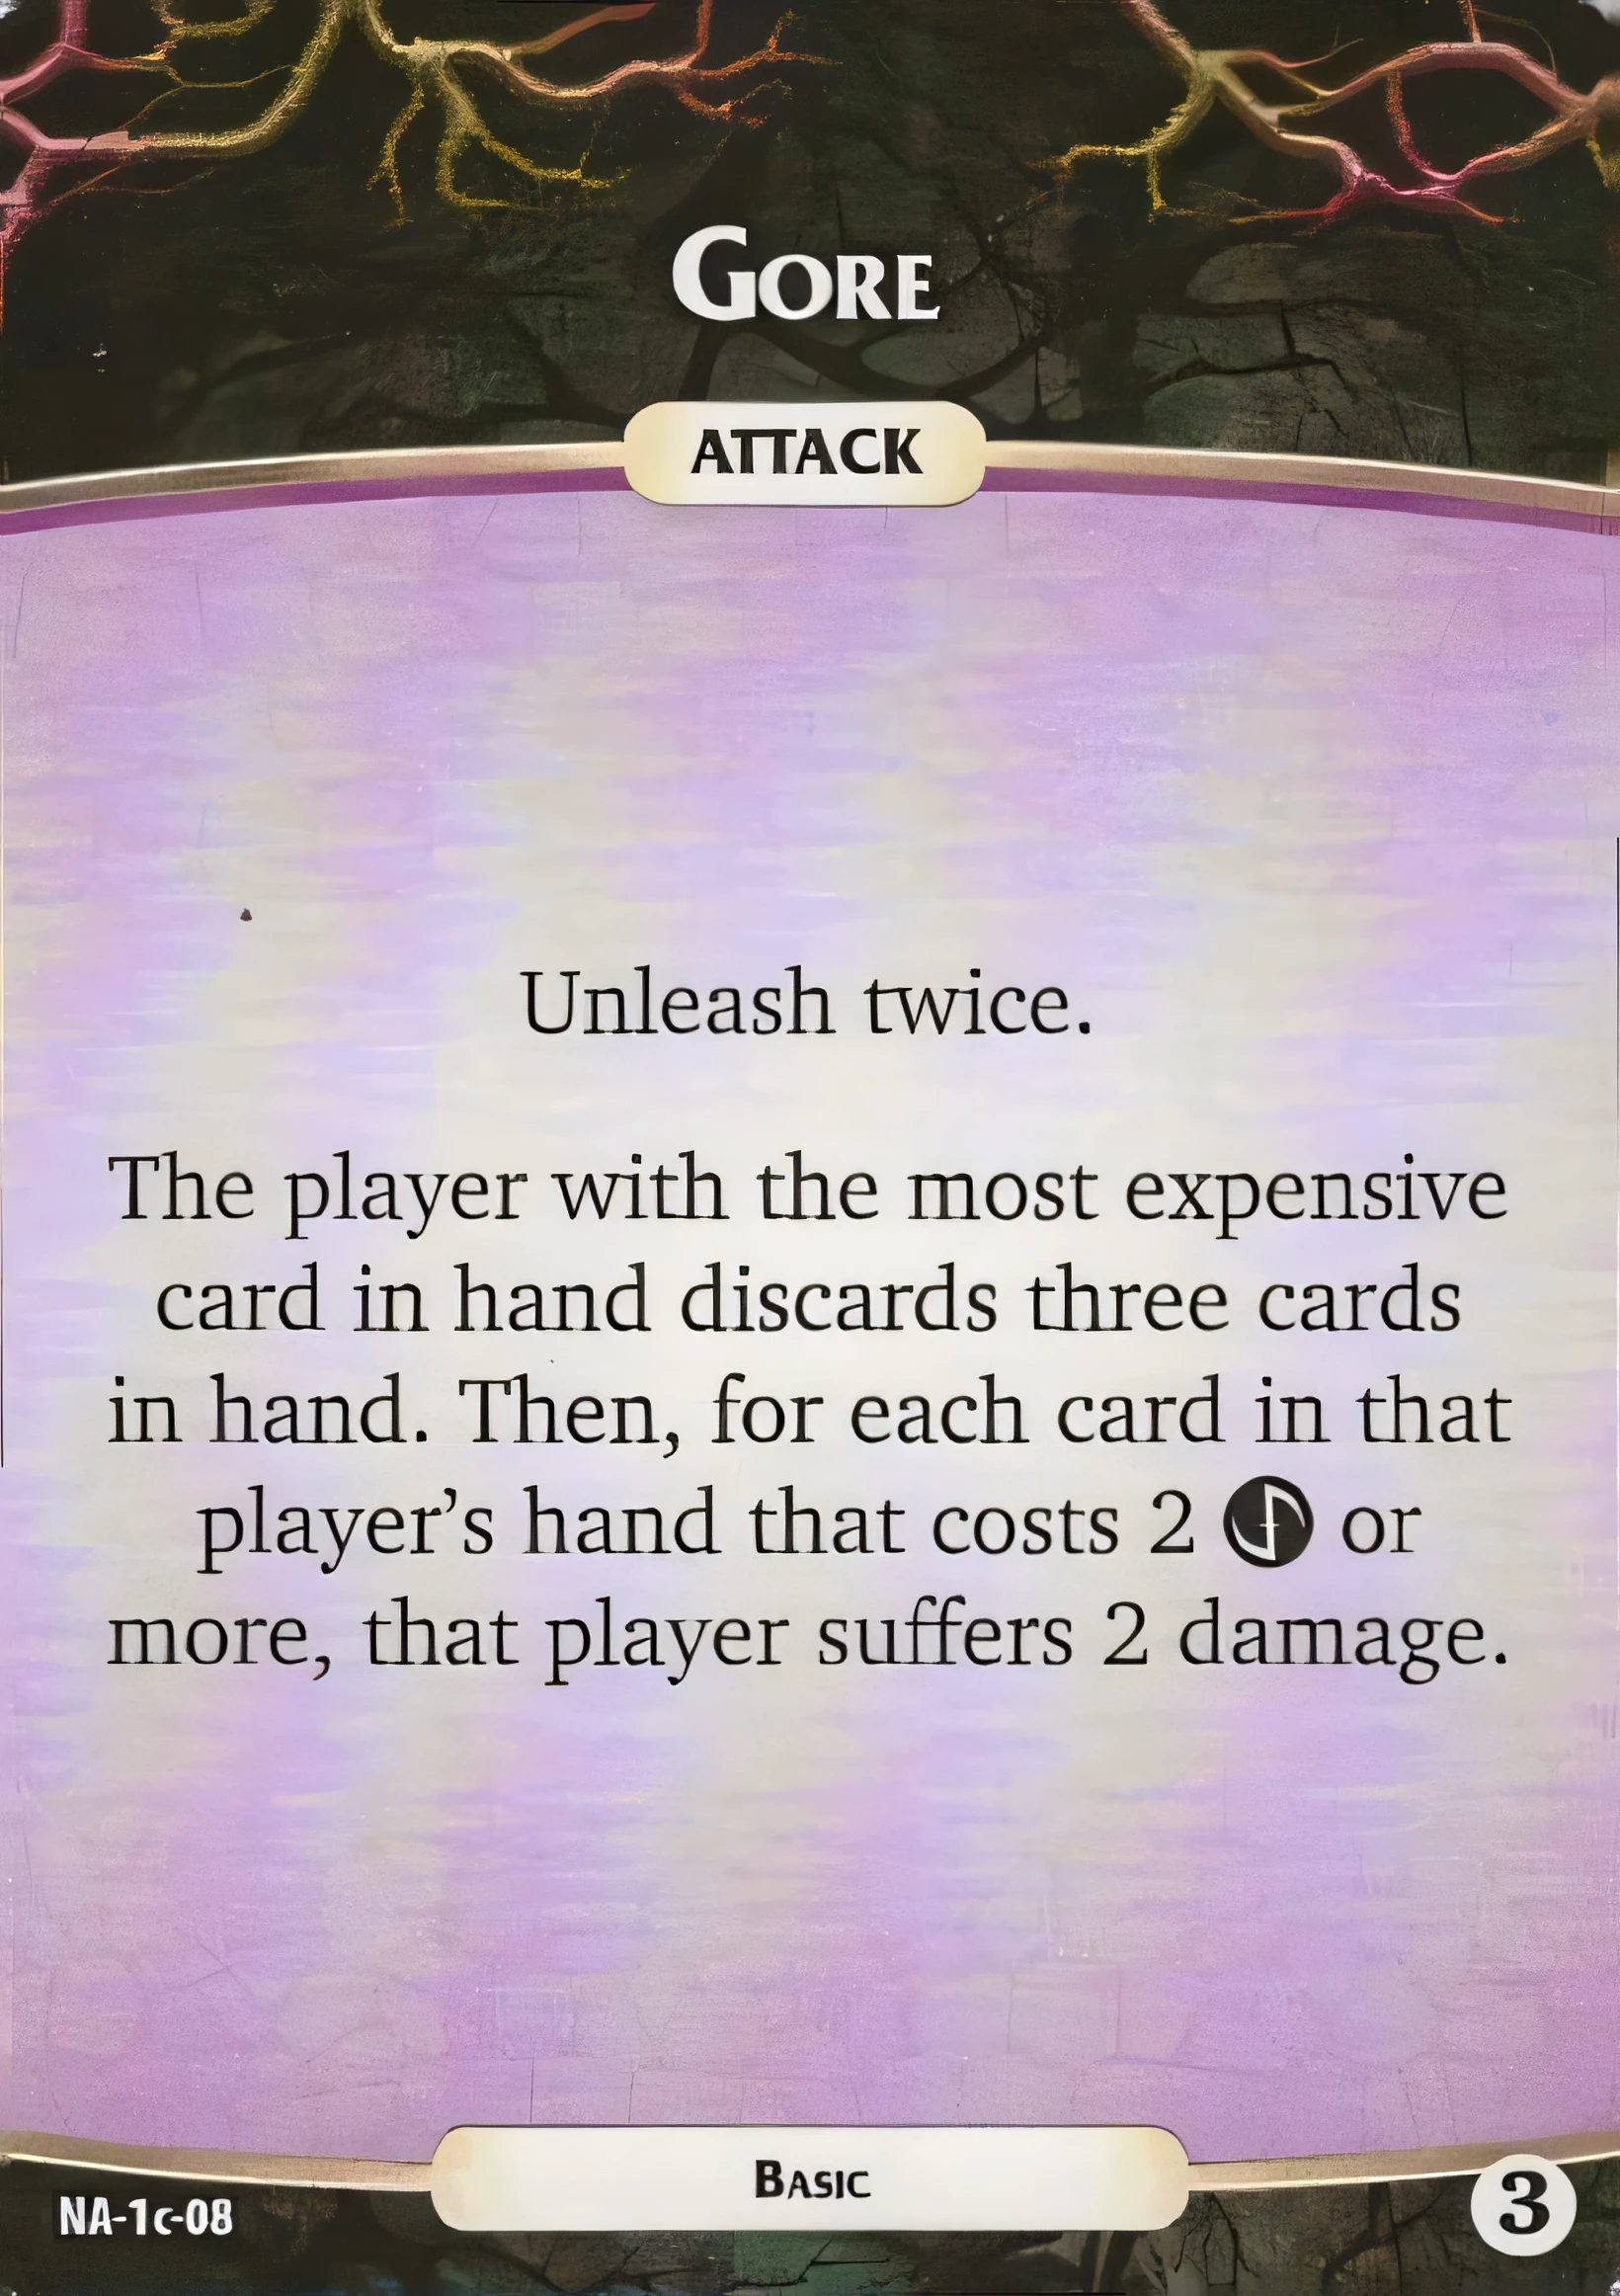 GORE
ATTACK
Unleash twice.
The player with the most expensive
card in hand discards three cards
in hand. Then, for each card in that
player’s hand that costs 2 or
more, that player suffers 2 damage.
BASIC
NA-1c-08
3